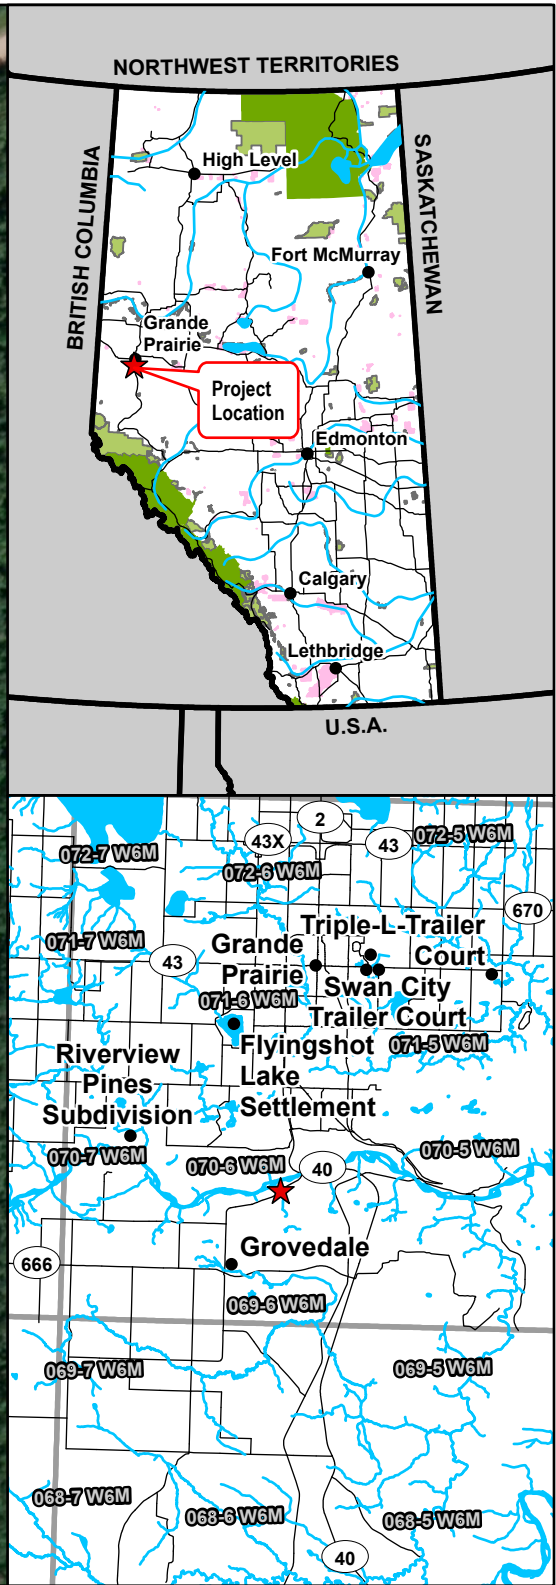 NORTHWEST TERRITORIES
BRITISH COLUMBIA
SASKATCHEWAN
High Level
Fort McMurray
Grande
Prairie
Project
Location
Edmonton
Calgary
Lethbridge
U.S.A.
2
43X
43
072-5 W6M
072-7 W6M
072-6 W6M
670
Triple-L-Trailer
Court
071-7 W6M
43
Grande
Prairie
Swan City
Trailer Court
071-6 W6M
071-5 W6M
Flyingshot
Lake
Settlement
Riverview
Pines
Subdivision
070-7 W6M
070-6 W6M
40
070-5 W6M
666
Grovedale
069-6 W6M
069-7 W6M
069-5 W6M
068-7 W6M
068-6 W6M
068-5 W6M
40